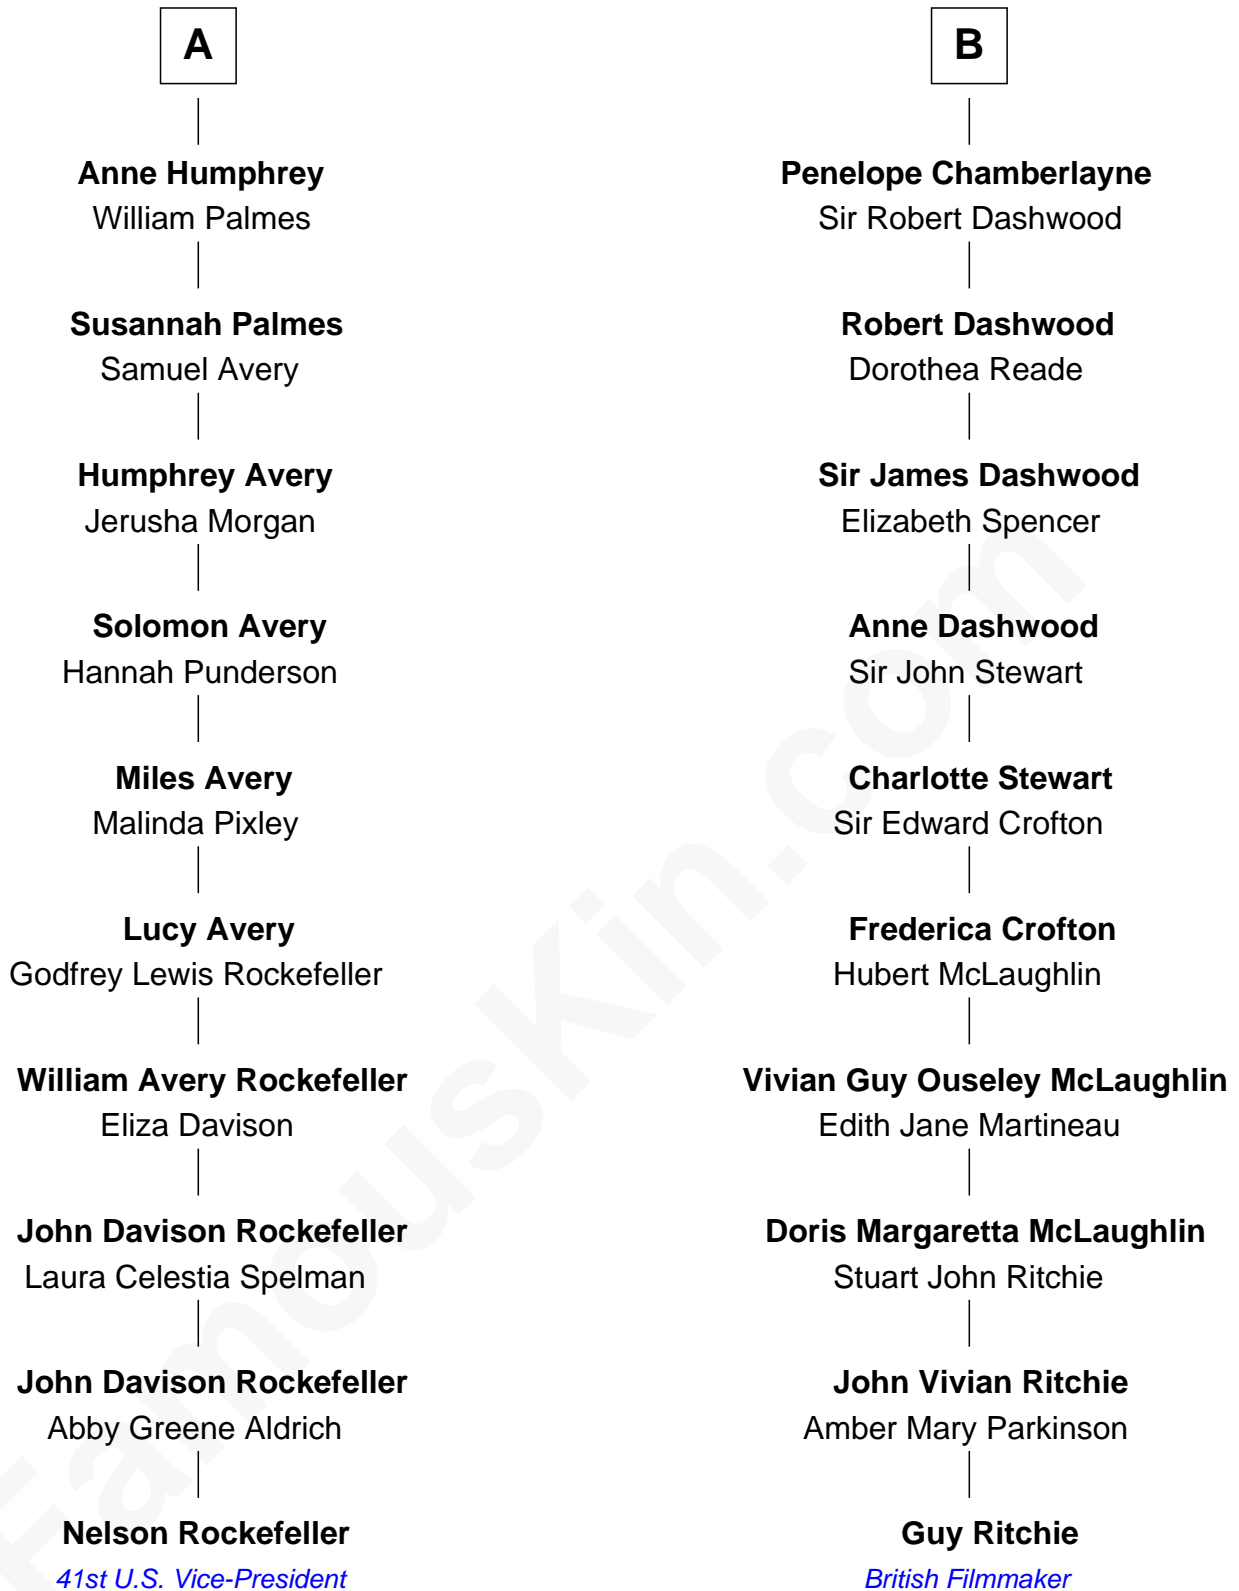 A
Anne Humphrey
William Palmes
Susannah Palmes
Samuel Avery
Humphrey Avery
Jerusha Morgan
Solomon Avery
Hannah Punderson
Miles Avery
Malinda Pixley
Lucy Avery
Godfrey Lewis Rockefeller
William Avery Rockefeller
Eliza Davison
John Davison Rockefeller
Laura Celestia Spelman
John Davison Rockefeller
Abby Greene Aldrich
Nelson Rockefeller
41st U.S. Vice-President
B
Penelope Chamberlayne
Sir Robert Dashwood
Robert Dashwood
Dorothea Reade
Sir James Dashwood
Elizabeth Spencer
Anne Dashwood
Sir John Stewart
Charlotte Stewart
Sir Edward Crofton
Frederica Crofton
Hubert McLaughlin
Vivian Guy Ouseley McLaughlin
Edith Jane Martineau
Doris Margaretta McLaughlin
Stuart John Ritchie
John Vivian Ritchie
Amber Mary Parkinson
Guy Ritchie
British Filmmaker
FamousKin.com